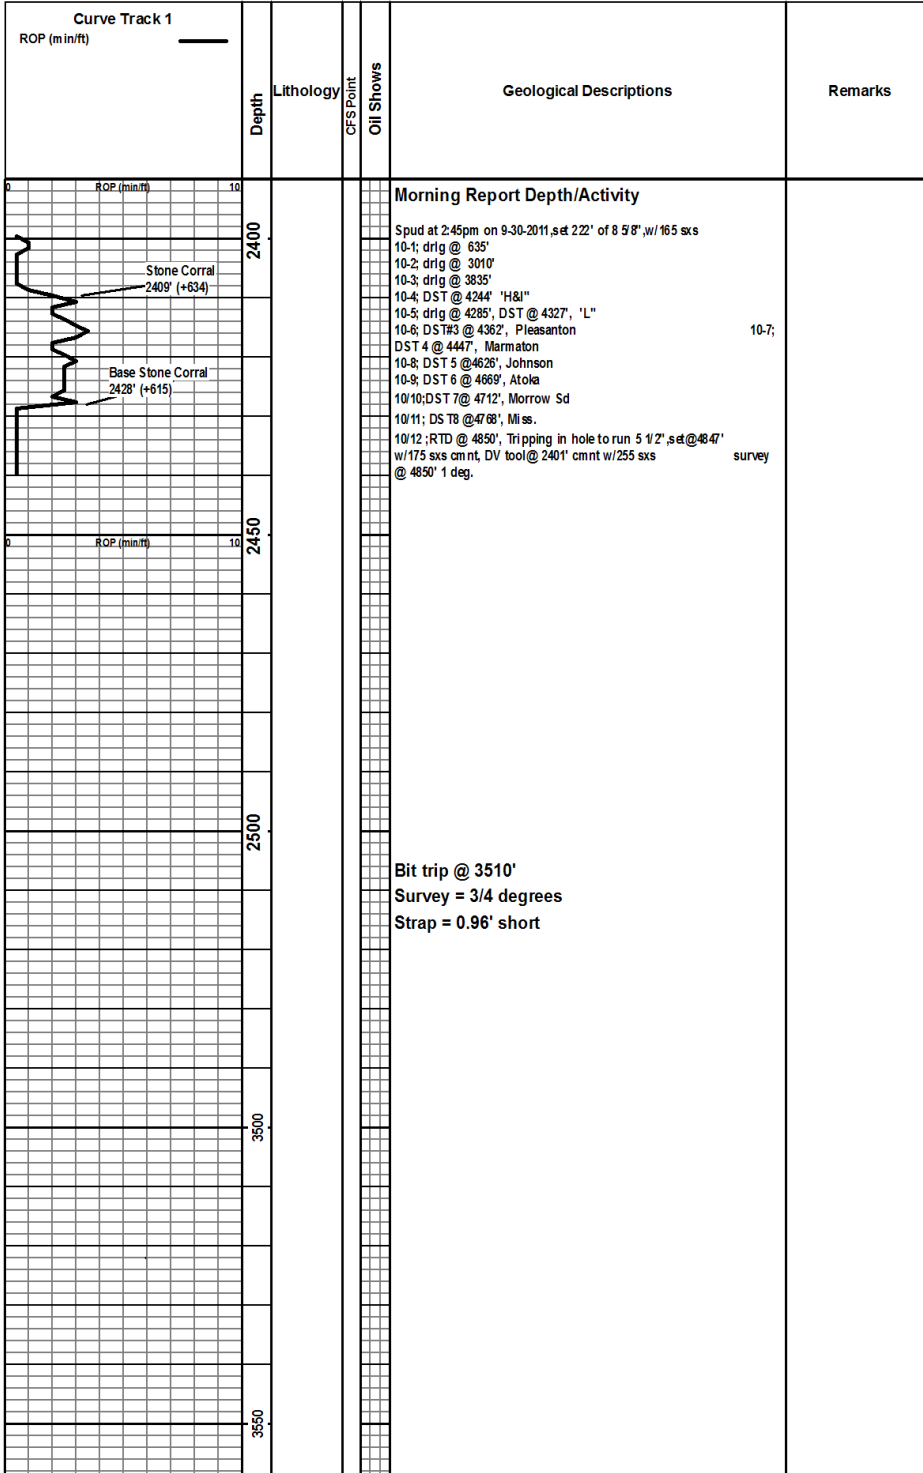 Curve Track 1
ROP (min/ft)
Depth
Lithology
CFS Point
Oil Shows
Geological Descriptions
Remarks
0 ROP (min/ft) 10
2400
Stone Corral
2409' (+634)
Base Stone Corral
2428' (+615)
Morning Report Depth/Activity
Spud at 2:45pm on 9-30-2011,set 222' of 8 5/8",w/165 sxs
10-1; drlg @ 635'
10-2; drlg @ 3010'
10-3; drlg @ 3835'
10-4; DST @ 4244' 'H&I"
10-5; drlg @ 4285', DST @ 4327', 'L"
10-6; DST#3 @ 4362', Pleasanton 10-7;
DST 4 @ 4447', Marmaton
10-8; DST 5 @4626', Johnson
10-9; DST 6 @ 4669', Atoka
10/10;DST 7@ 4712', Morrow Sd
10/11; DST8 @4768', Miss.
10/12 ;RTD @ 4850', Tripping in hole to run 5 1/2",set@4847'
w/175 sxs cmnt, DV tool@ 2401' cmnt w/255 sxs survey
@ 4850' 1 deg.
2450
0 ROP (min/ft) 10
2500
Bit trip @ 3510'
Survey = 3/4 degrees
Strap = 0.96' short
3500
3550